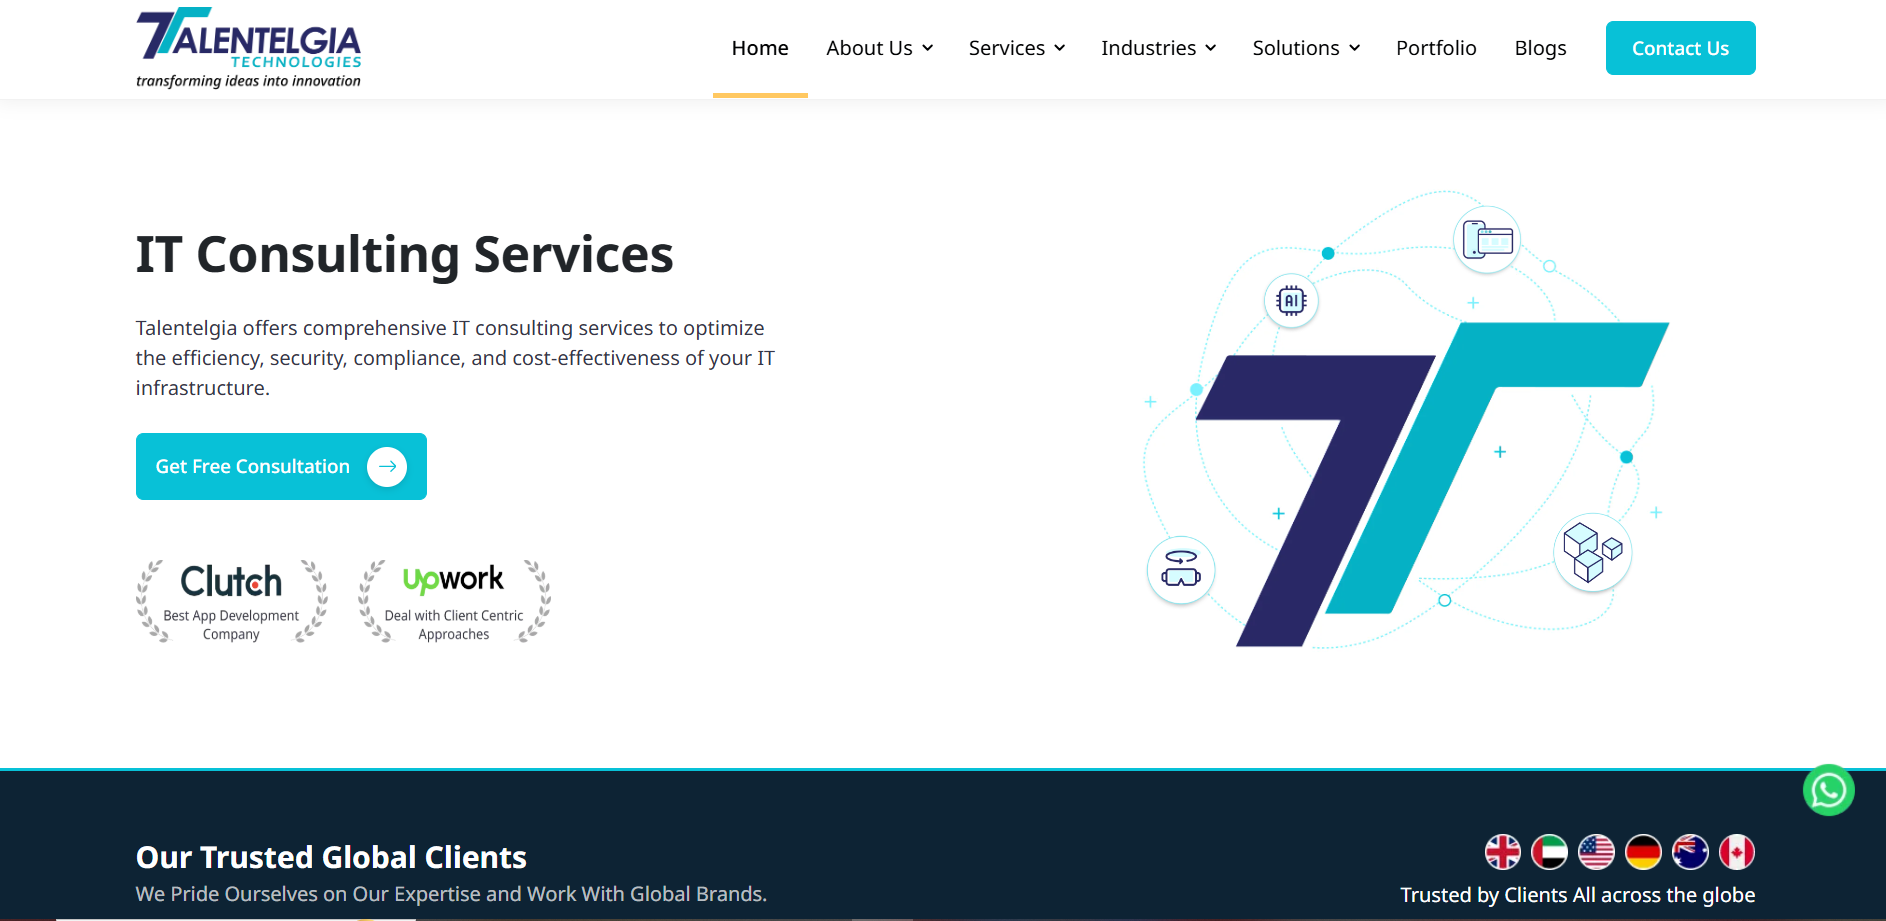 TALENTELGIA
TECHNOLOGIES
transforming ideas into innovation
Home
About Us
Services
Industries
Solutions
Portfolio
Blogs
Contact Us
IT Consulting Services
Talentelgia offers comprehensive IT consulting services to optimize
the efficiency, security, compliance, and cost-effectiveness of your IT
infrastructure.
Get Free Consultation
Clutch
Best App Development
Company
Upwork
Deal with Client Centric
Approaches
AI
Our Trusted Global Clients
We Pride Ourselves on Our Expertise and Work With Global Brands.
Trusted by Clients All across the globe